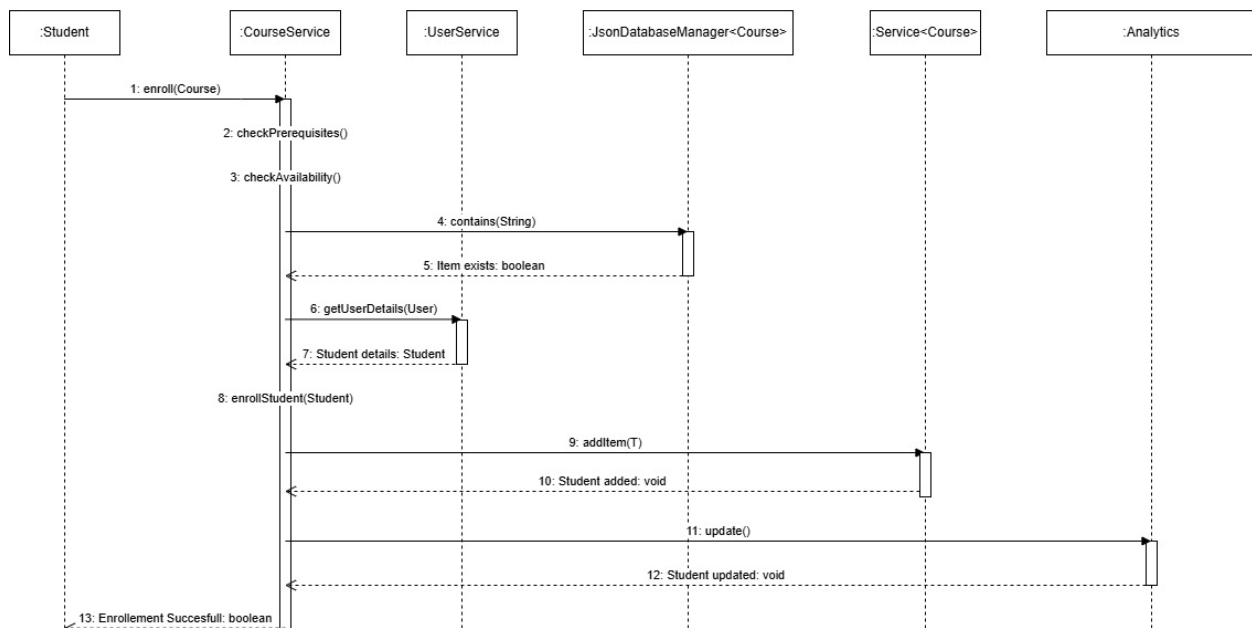 :Student
:CourseService
:UserService
:JsonDatabaseManager<Course>
:Service<Course>
:Analytics
1: enroll(Course)
2: checkPrerequisites()
3: checkAvailability()
4: contains(String)
5: Item exists: boolean
6: getUserDetails(User)
7: Student details: Student
8: enrollStudent(Student)
9: addItem(T)
10: Student added: void
11: update()
12: Student updated: void
13: Enrollement Succesfull: boolean